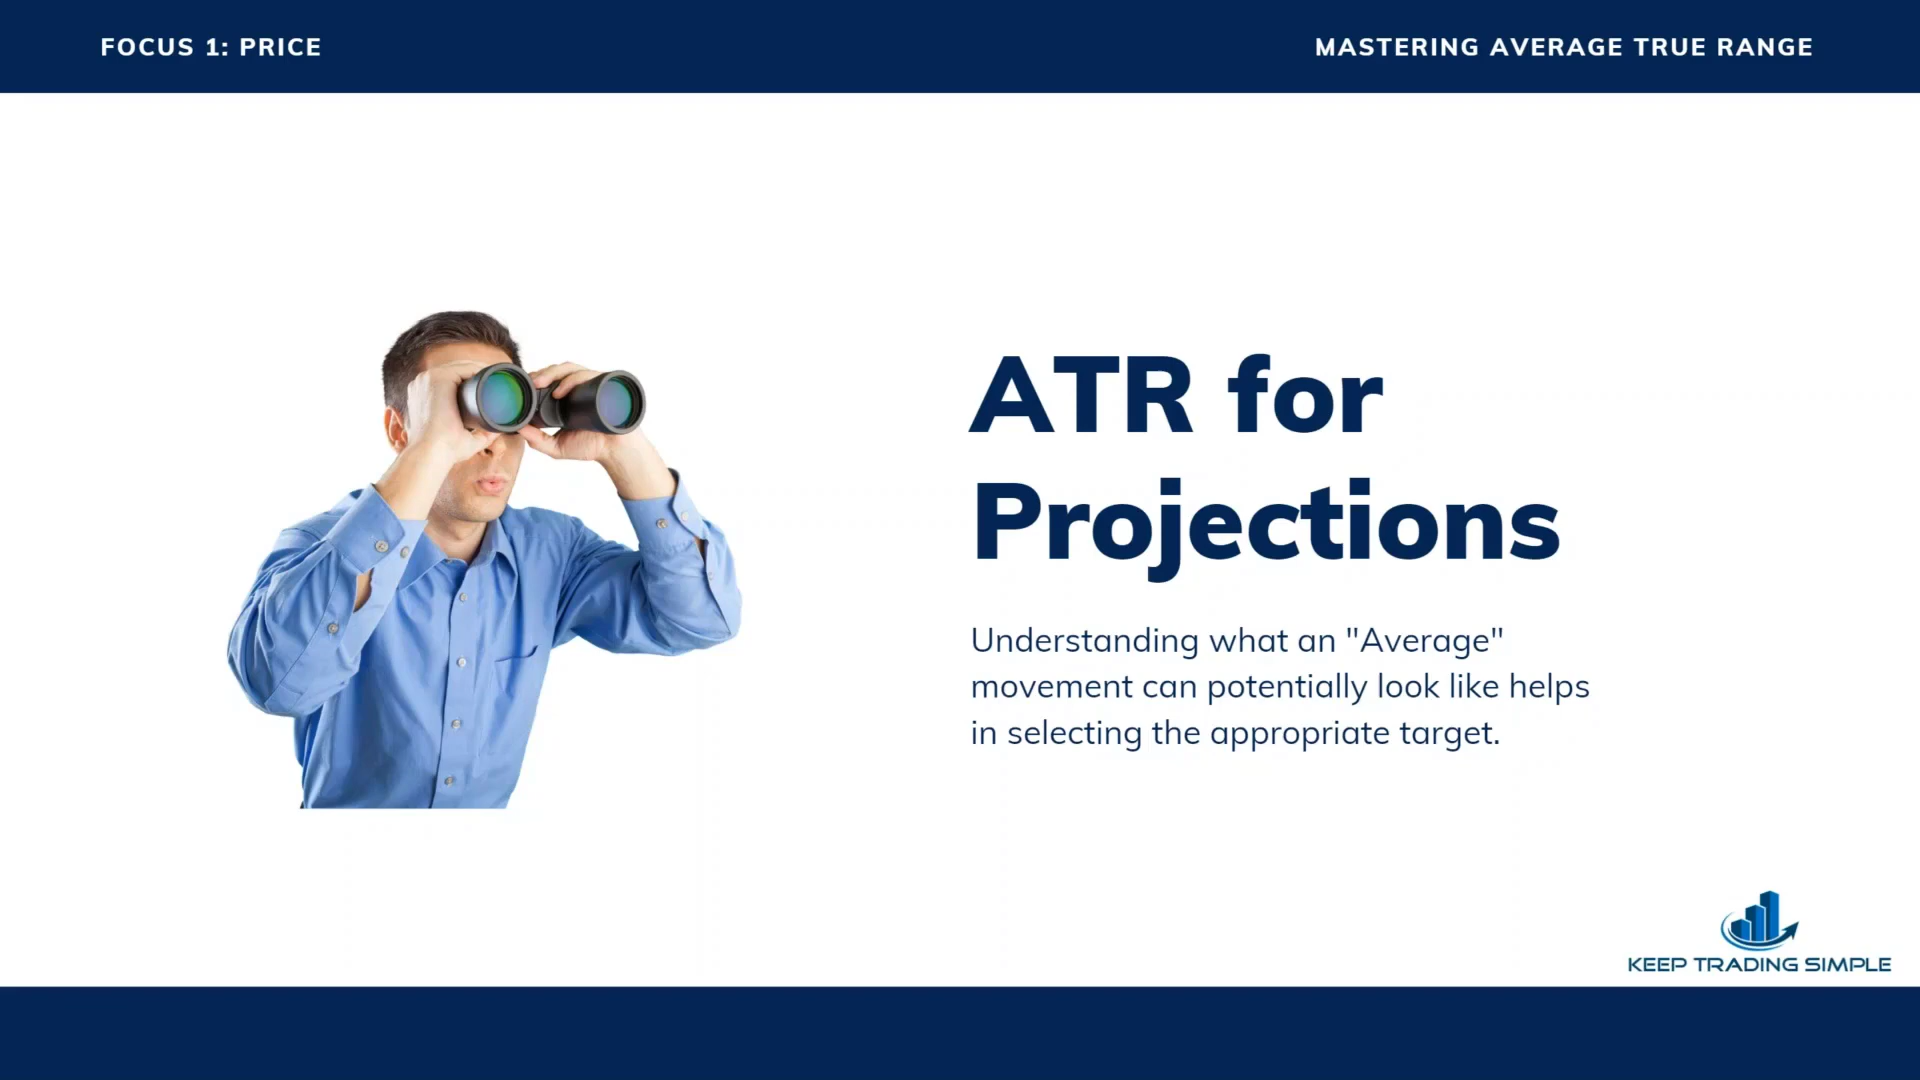 FOCUS 1: PRICE
MASTERING AVERAGE TRUE RANGE
ATR for
Projections
Understanding what an "Average"
movement can potentially look like helps
in selecting the appropriate target.
KEEP TRADING SIMPLE